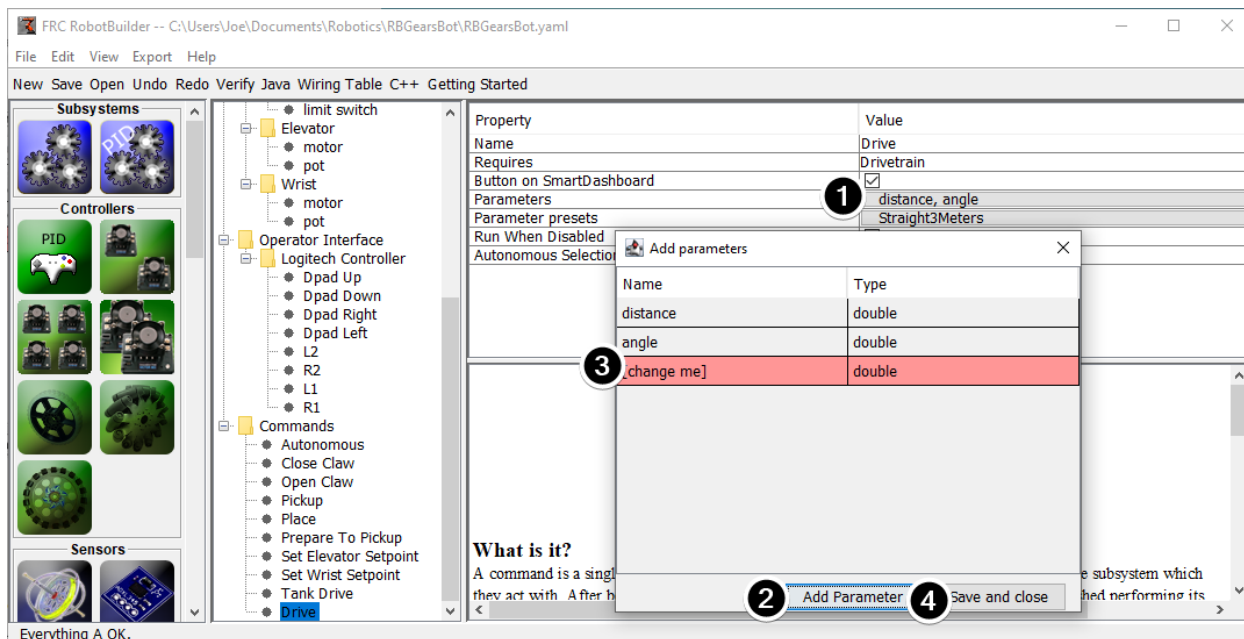 FRC RobotBuilder -- C:\Users\Joe\Documents\Robotics\RBGearsBot\RBGearsBot.yaml
File Edit View Export Help
New Save Open Undo Redo Verify Java Wiring Table C++ Getting Started
Subsystems
PID
Controllers
PID
Sensors
limit switch
Elevator
motor
pot
Wrist
motor
pot
Operator Interface
Logitech Controller
Dpad Up
Dpad Down
Dpad Right
Dpad Left
L2
R2
L1
R1
Commands
Autonomous
Close Claw
Open Claw
Pickup
Place
Prepare To Pickup
Set Elevator Setpoint
Set Wrist Setpoint
Tank Drive
Drive
Property Value
Name Drive
Requires Drivetrain
Button on SmartDashboard
1
Parameters distance, angle
Parameter presets Straight3Meters
Run When Disabled
Autonomous Selection
Add parameters
Name Type
distance double
angle double
3
[change me] double
2 Add Parameter 4 Save and close
What is it?
A command is a singl e subsystem which
they act with. After b hed performing its
Everything A OK.